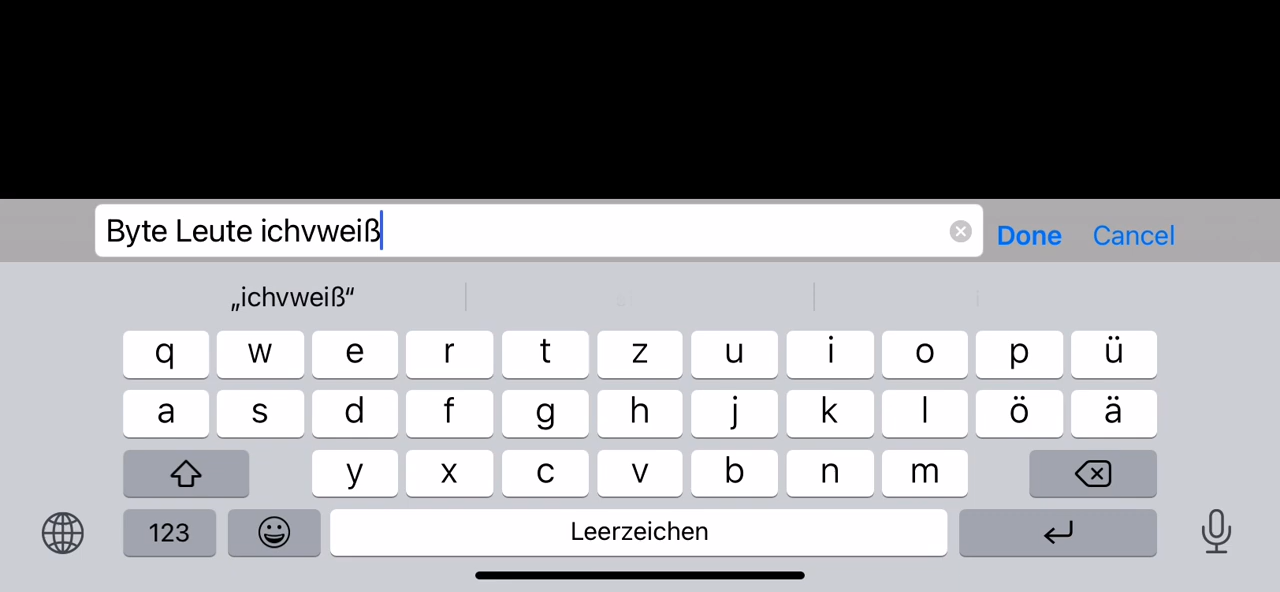 Byte Leute ichvweiß
Done
Cancel
„ichvweiß“
q w e r t z u i o p ü
a s d f g h j k l ö ä
y x c v b n m
123
Leerzeichen